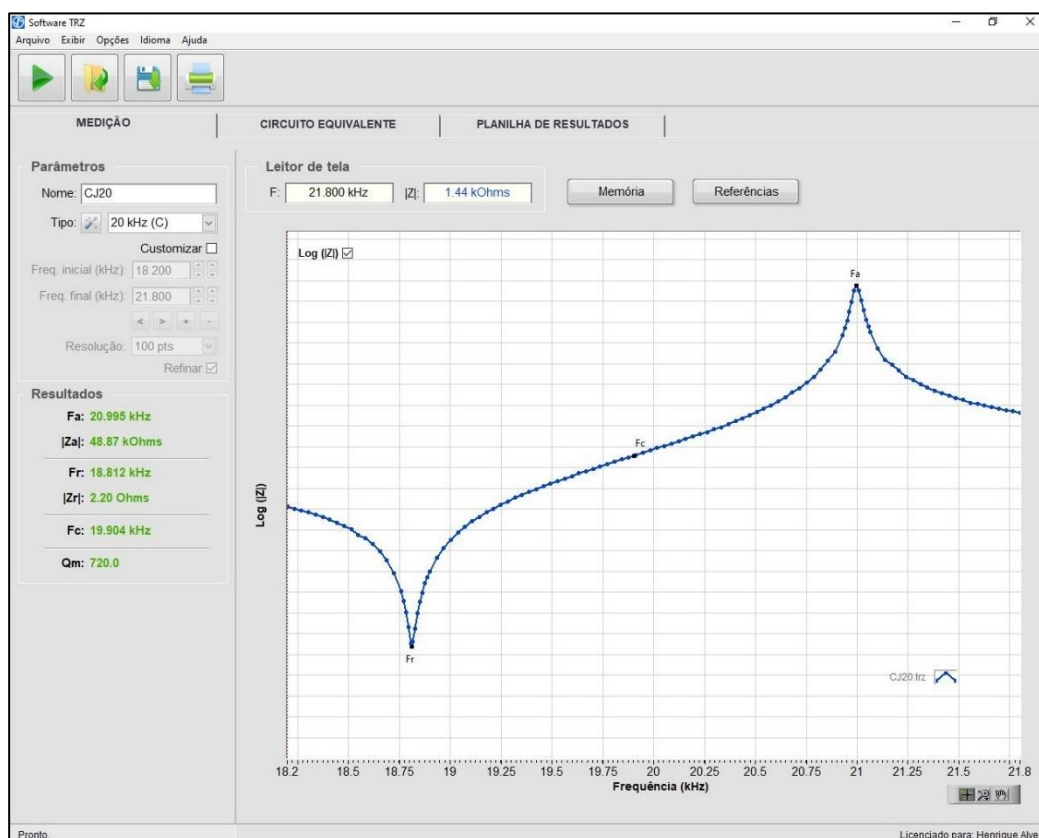 Software TRZ
Arquivo Exibir Opções Idioma Ajuda
MEDIÇÃO CIRCUITO EQUIVALENTE PLANILHA DE RESULTADOS
Parâmetros
Nome: CJ20
Tipo: 20 kHz (C)
Customizar
Freq. inicial (kHz): 18.200
Freq. final (kHz): 21.800
< > + -
Resolução: 100 pts
Refinar
Resultados
Fa: 20.995 kHz
|Za|: 48.87 kOhms
Fr: 18.812 kHz
|Zr|: 2.20 Ohms
Fc: 19.904 kHz
Qm: 720.0
Leitor de tela
F: 21.800 kHz |Z|: 1.44 kOhms
Memória Referências
Log (|Z|)
Fa
Fc
Fr
Log (|Z|)
CJ20.trz
18.2 18.5 18.75 19 19.25 19.5 19.75 20 20.25 20.5 20.75 21 21.25 21.5 21.8
Frequência (kHz)
Pronto. Licenciado para: Henrique Alve